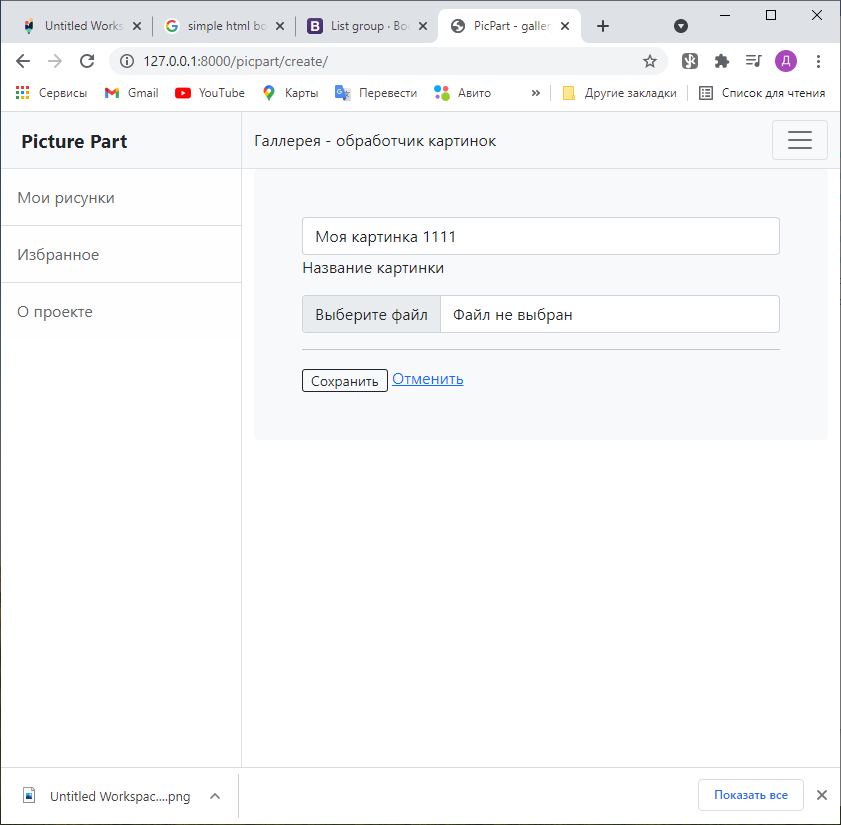 Untitled Works
simple html bo
List group · Bo
PicPart - galler
127.0.0.1:8000/picpart/create/
Д
Сервисы
Gmail
YouTube
Карты
Перевести
Авито
»
Другие закладки
Список для чтения
Picture Part
Галлерея - обработчик картинок
Мои рисунки
Избранное
О проекте
Моя картинка 1111
Название картинки
Выберите файл
Файл не выбран
Сохранить
Отменить
Untitled Workspac....png
Показать все